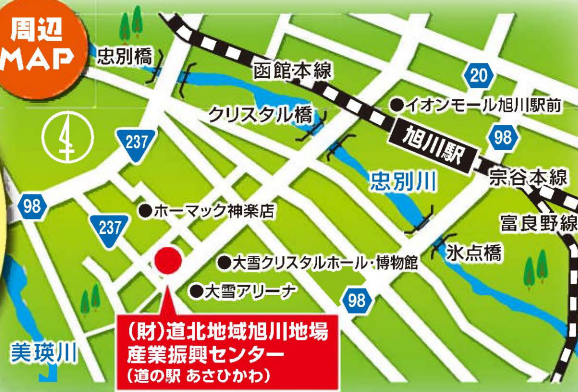 周辺
MAP
忠別橋
函館本線
20
イオンモール旭川駅前
クリスタル橋
237
旭川駅
98
忠別川
宗谷本線
98
ホーマック神楽店
237
富良野線
氷点橋
大雪クリスタルホール・博物館
大雪アリーナ
98
(財)道北地域旭川地場
産業振興センター
(道の駅 あさひかわ)
美瑛川